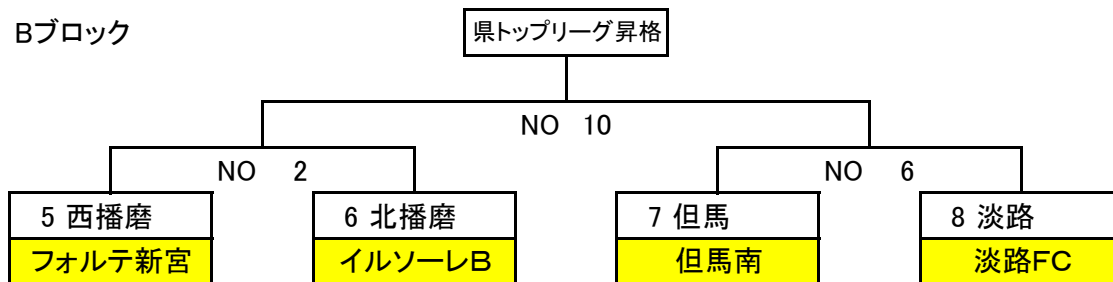 Bブロック
県トップリーグ昇格
NO 10
NO 2
NO 6
5 西播磨
6 北播磨
7 但馬
8 淡路
フォルテ新宮
イルソーレB
但馬南
淡路FC